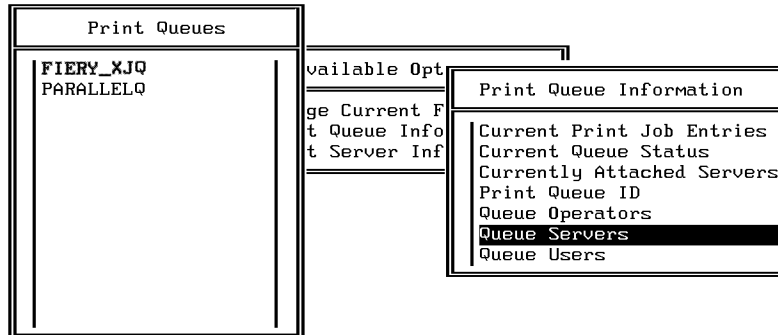 Print Queues
FIERY_XJQ
PARALLELQ
vailable Opt
ge Current F
t Queue Info
t Server Inf
Print Queue Information
Current Print Job Entries
Current Queue Status
Currently Attached Servers
Print Queue ID
Queue Operators
Queue Servers
Queue Users